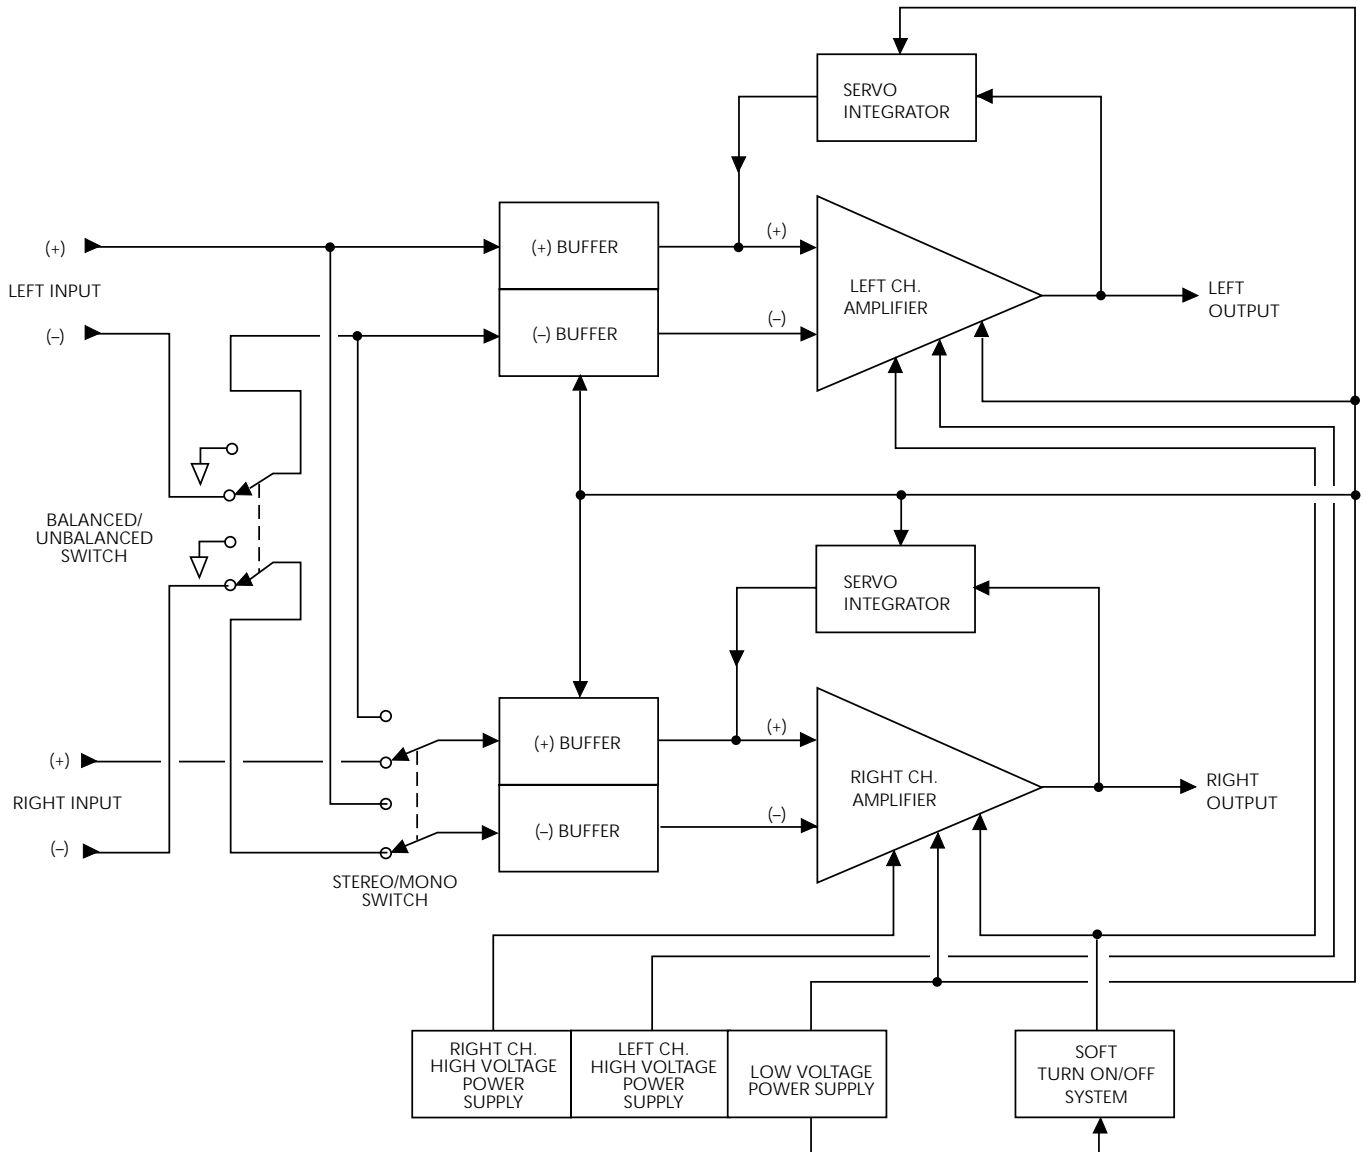 SERVO
INTEGRATOR
(+)
LEFT INPUT
(–)
(+) BUFFER
(–) BUFFER
(+)
(–)
LEFT CH.
AMPLIFIER
LEFT
OUTPUT
BALANCED/
UNBALANCED
SWITCH
SERVO
INTEGRATOR
(+)
RIGHT INPUT
(–)
STEREO/MONO
SWITCH
(+) BUFFER
(–) BUFFER
(+)
(–)
RIGHT CH.
AMPLIFIER
RIGHT
OUTPUT
RIGHT CH.
HIGH VOLTAGE
POWER
SUPPLY
LEFT CH.
HIGH VOLTAGE
POWER
SUPPLY
LOW VOLTAGE
POWER SUPPLY
SOFT
TURN ON/OFF
SYSTEM